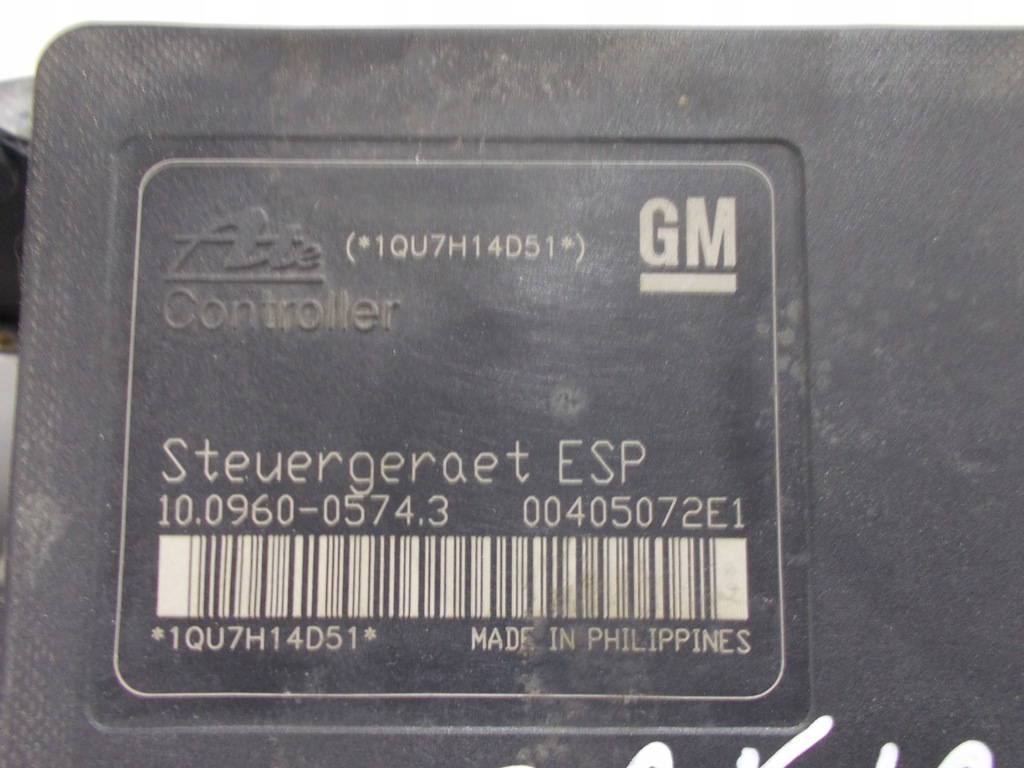 Ate (*1QU7H14D51*) GM
Controller
Steuergeraet ESP
10.0960-0574.3 00405072E1
*1QU7H14D51* MADE IN PHILIPPINES